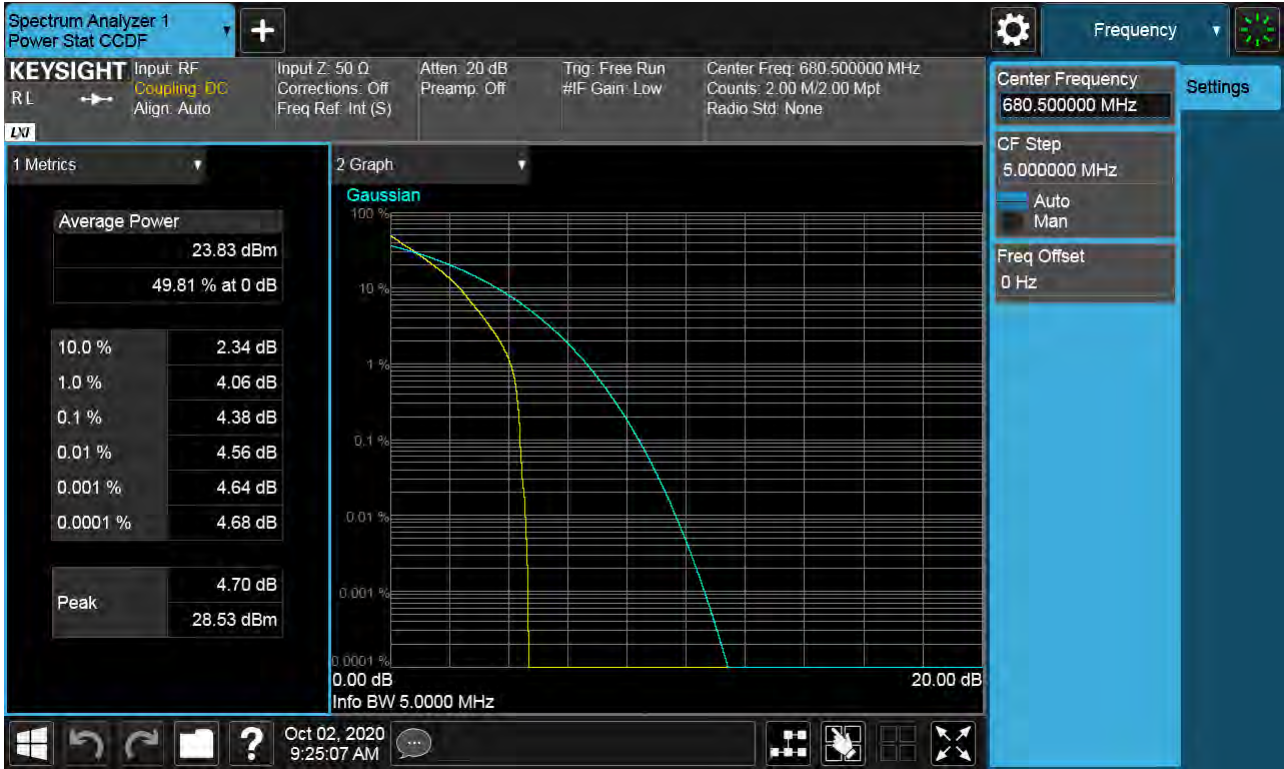 Spectrum Analyzer 1
Power Stat CCDF
Frequency
KEYSIGHT
RL
LXI
Input: RF
Coupling: DC
Align: Auto
Input Z: 50 Ω
Corrections: Off
Freq Ref: Int (S)
Atten: 20 dB
Preamp: Off
Trig: Free Run
#IF Gain: Low
Center Freq: 680.500000 MHz
Counts: 2.00 M/2.00 Mpt
Radio Std: None
Center Frequency
680.500000 MHz
Settings
CF Step
5.000000 MHz
Auto
Man
Freq Offset
0 Hz
1 Metrics
Average Power
23.83 dBm
49.81 % at 0 dB
10.0 % 2.34 dB
1.0 % 4.06 dB
0.1 % 4.38 dB
0.01 % 4.56 dB
0.001 % 4.64 dB
0.0001 % 4.68 dB
Peak
4.70 dB
28.53 dBm
2 Graph
Gaussian
100 %
10 %
1 %
0.1 %
0.01 %
0.001 %
0.0001 %
0.00 dB 20.00 dB
Info BW 5.0000 MHz
?
Oct 02, 2020
9:25:07 AM